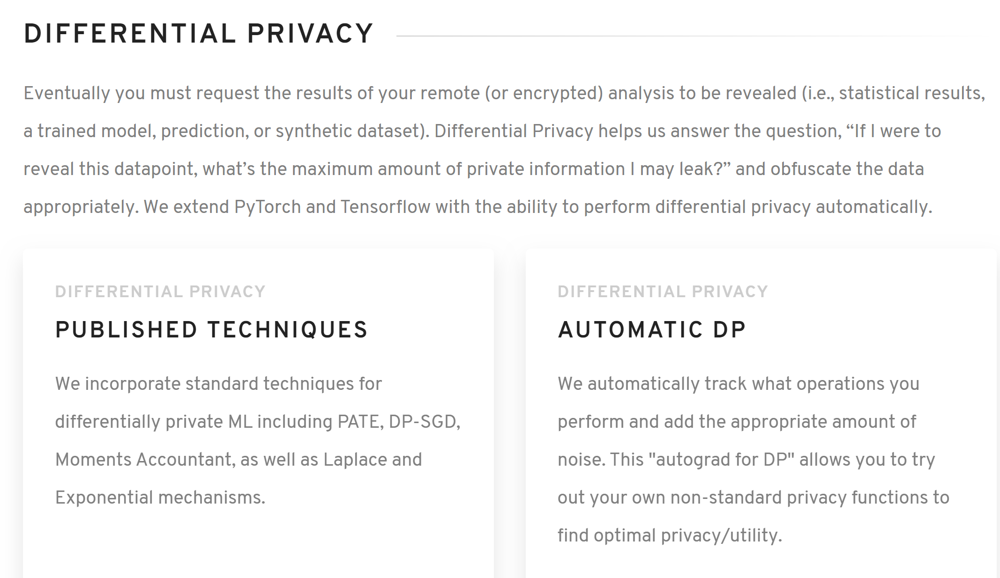 DIFFERENTIAL PRIVACY
Eventually you must request the results of your remote (or encrypted) analysis to be revealed (i.e., statistical results,
a trained model, prediction, or synthetic dataset). Differential Privacy helps us answer the question, “If I were to
reveal this datapoint, what’s the maximum amount of private information I may leak?” and obfuscate the data
appropriately. We extend PyTorch and Tensorflow with the ability to perform differential privacy automatically.
DIFFERENTIAL PRIVACY
PUBLISHED TECHNIQUES
We incorporate standard techniques for
differentially private ML including PATE, DP-SGD,
Moments Accountant, as well as Laplace and
Exponential mechanisms.
DIFFERENTIAL PRIVACY
AUTOMATIC DP
We automatically track what operations you
perform and add the appropriate amount of
noise. This "autograd for DP" allows you to try
out your own non-standard privacy functions to
find optimal privacy/utility.